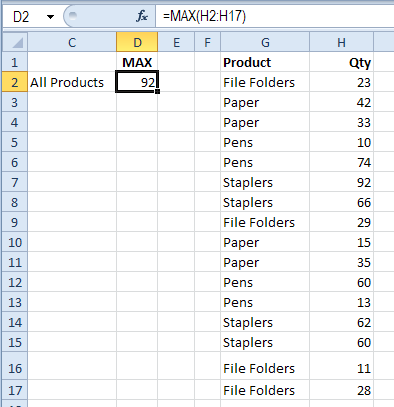 D2 fx =MAX(H2:H17)
C D E F G H
1 MAX Product Qty
2 All Products 92 File Folders 23
3 Paper 42
4 Paper 33
5 Pens 10
6 Pens 74
7 Staplers 92
8 Staplers 66
9 File Folders 29
10 Paper 15
11 Paper 35
12 Pens 60
13 Pens 13
14 Staplers 62
15 Staplers 60
16 File Folders 11
17 File Folders 28